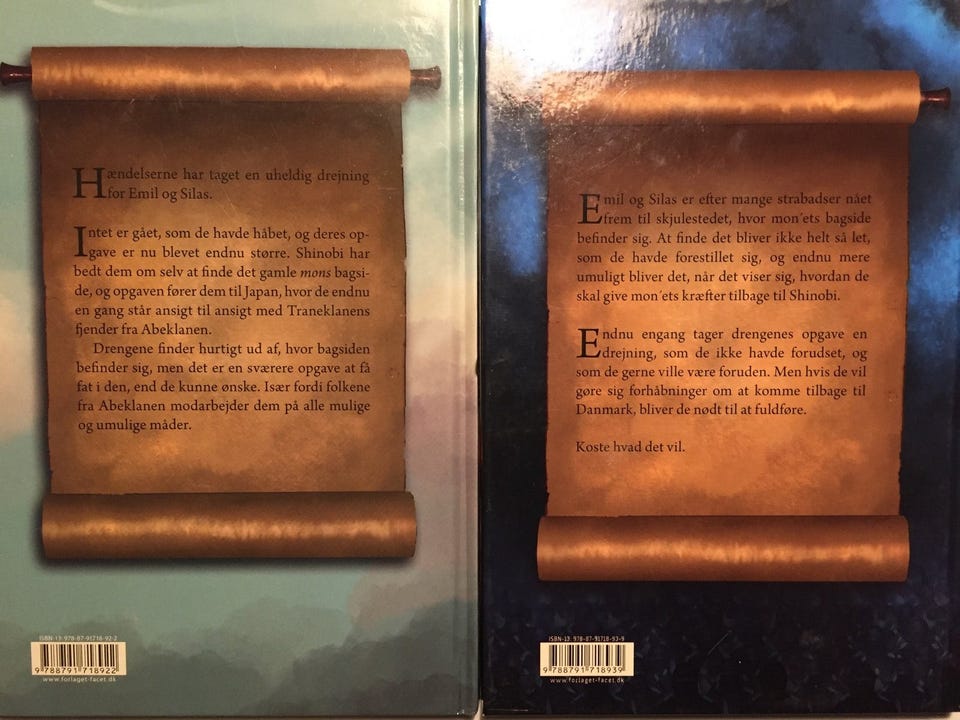 Hændelserne har taget en uheldig drejning
for Emil og Silas.
Intet er gået, som de havde håbet, og deres op-
gave er nu blevet endnu større. Shinobi har
bedt dem om selv at finde det gamle mons bagsi-
de, og opgaven fører dem til Japan, hvor de endnu
en gang står ansigt til ansigt med Traneklanens
fjender fra Abeklanen.
Drengene finder hurtigt ud af, hvor bagsiden
befinder sig, men det er en sværere opgave at få
fat i den, end de kunne ønske. Især fordi folkene
fra Abeklanen modarbejder dem på alle mulige
og umulige måder.
ISBN-13: 978-87-91718-92-2
9 788791 718922
www.forlaget-facet.dk
Emil og Silas er efter mange strabadser nået
frem til skjulestedet, hvor mon'ets bagside
befinder sig. At finde det bliver ikke helt så let,
som de havde forestillet sig, og endnu mere
umuligt bliver det, når det viser sig, hvordan de
skal give mon'ets kræfter tilbage til Shinobi.
Endnu engang tager drengenes opgave en
drejning, som de ikke havde forudset, og
som de gerne ville være foruden. Men hvis de vil
gøre sig forhåbninger om at komme tilbage til
Danmark, bliver de nødt til at fuldføre.
Koste hvad det vil.
ISBN-13: 978-87-91718-93-9
9 788791 718939
www.forlaget-facet.dk